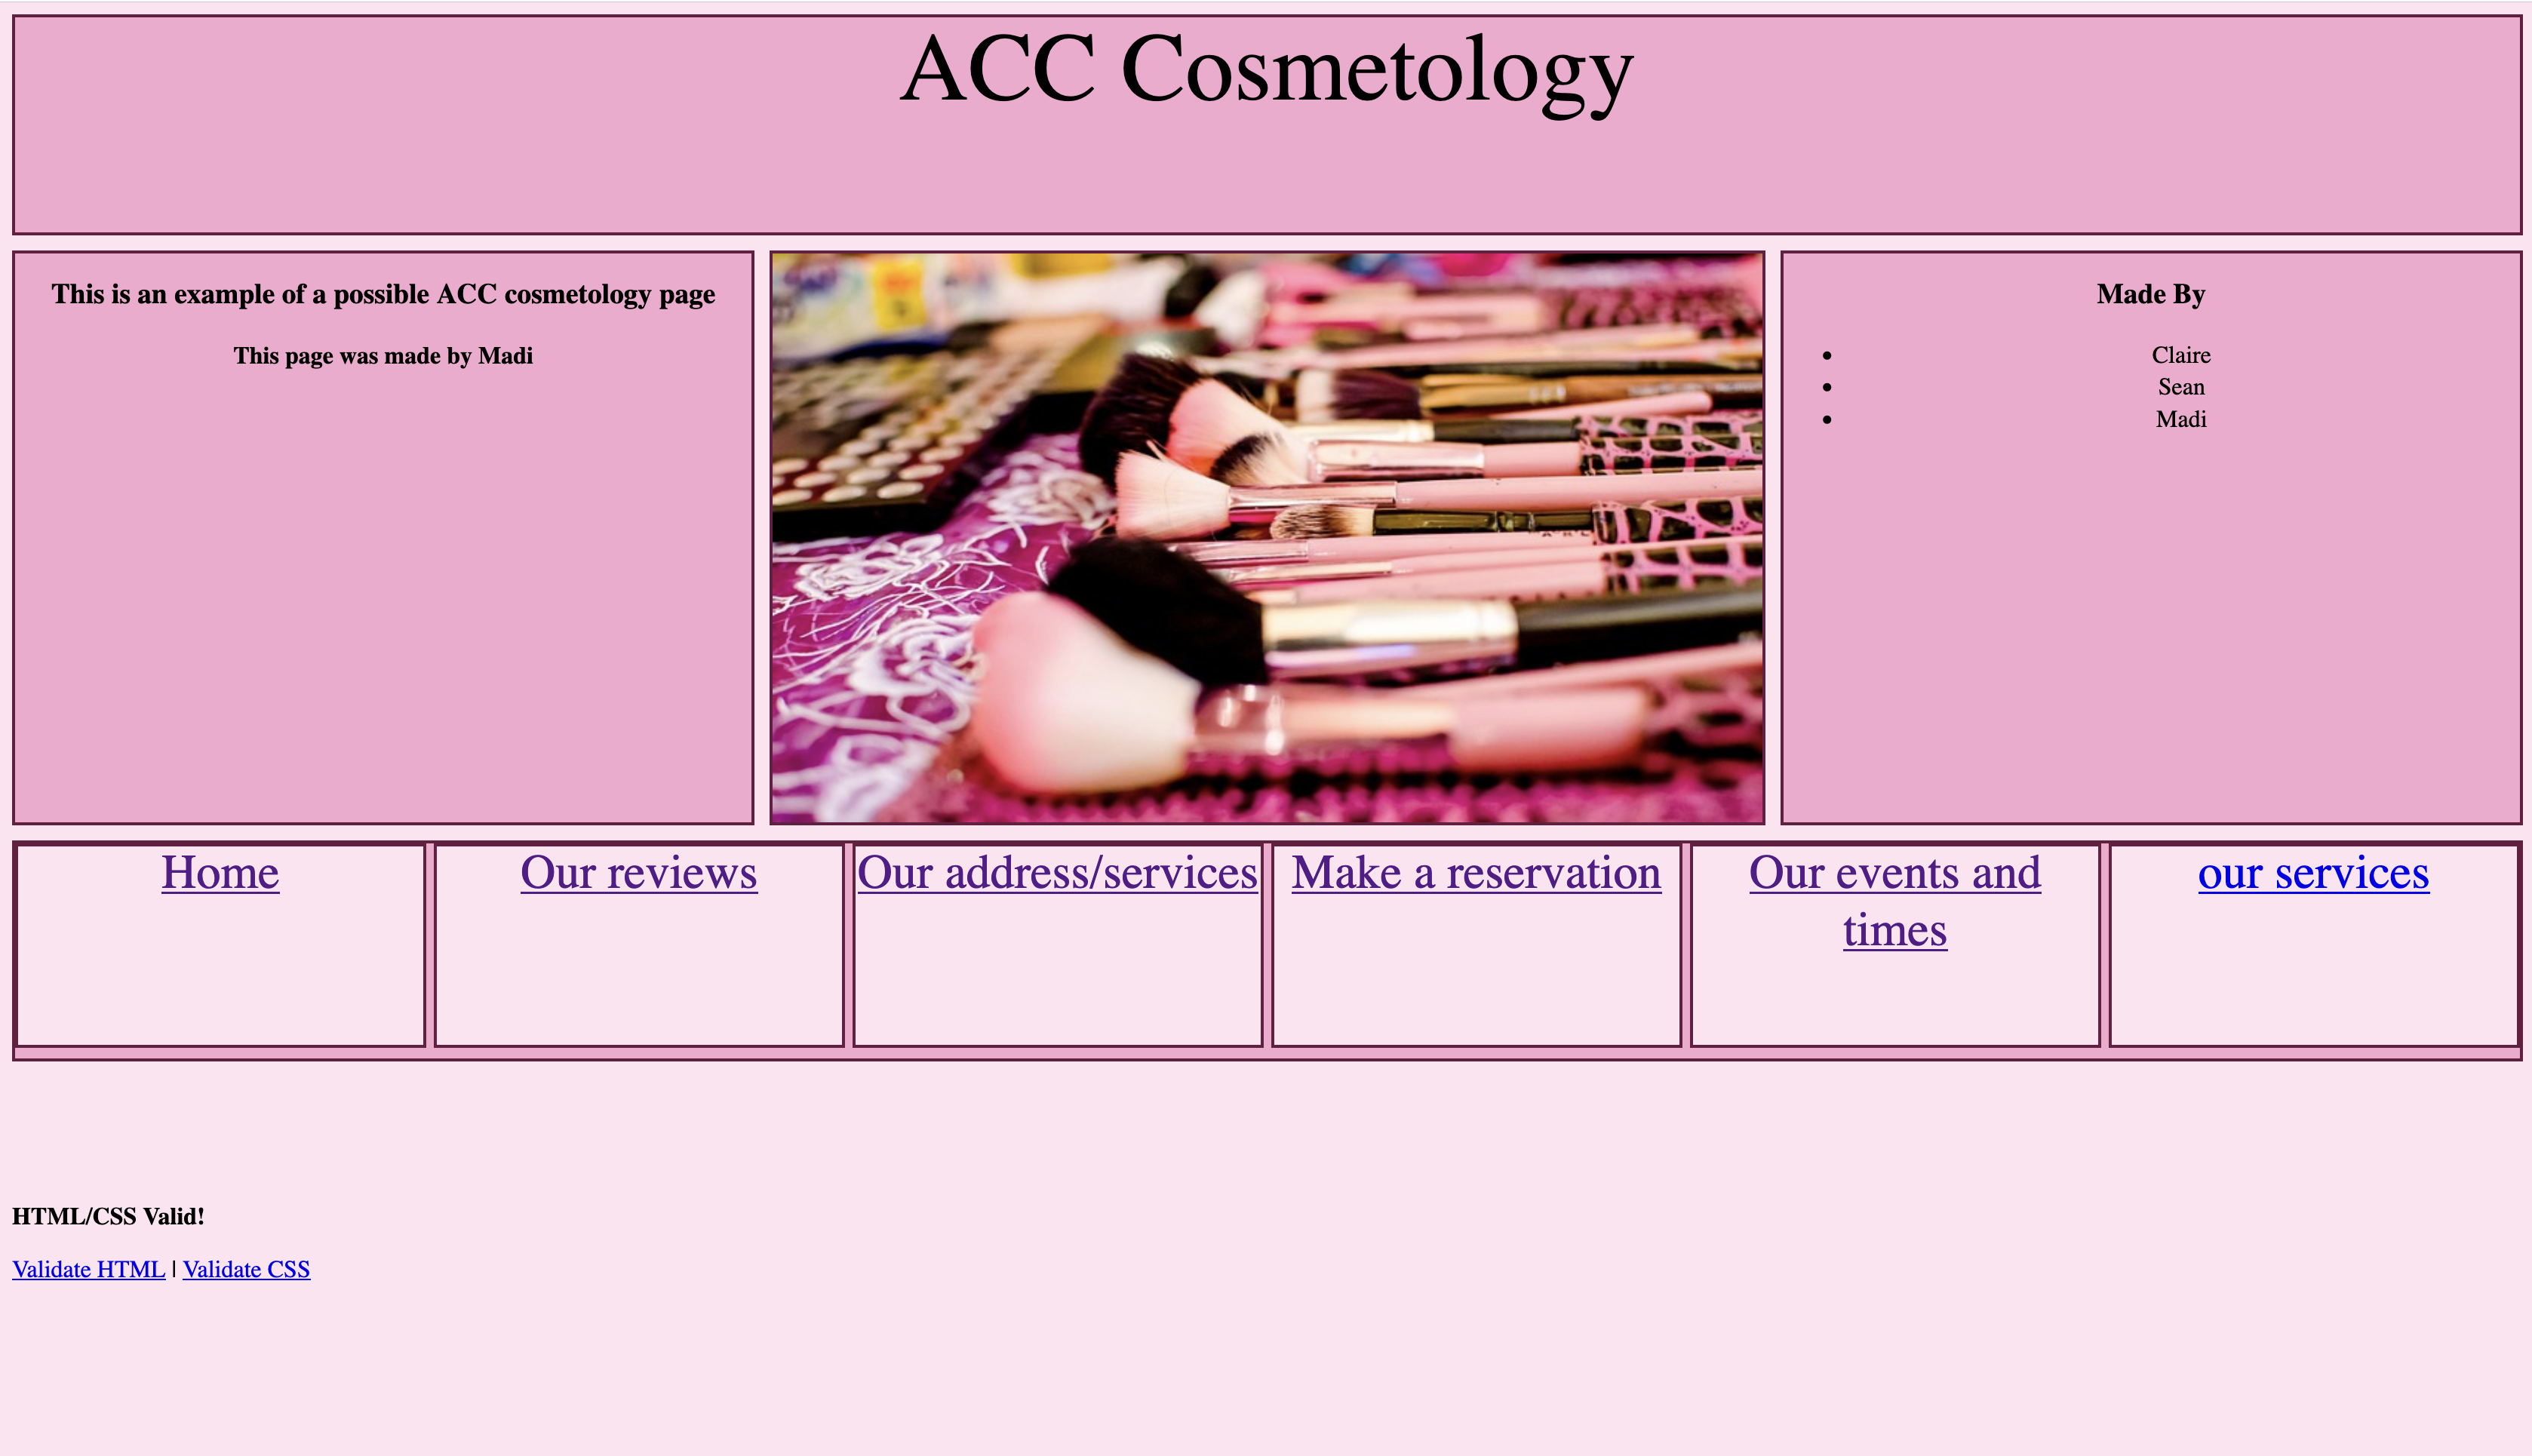 ACC Cosmetology
This is an example of a possible ACC cosmetology page
This page was made by Madi
Made By
Claire
Sean
Madi
Home
Our reviews
Our address/services
Make a reservation
Our events and
times
our services
HTML/CSS Valid!
Validate HTML | Validate CSS